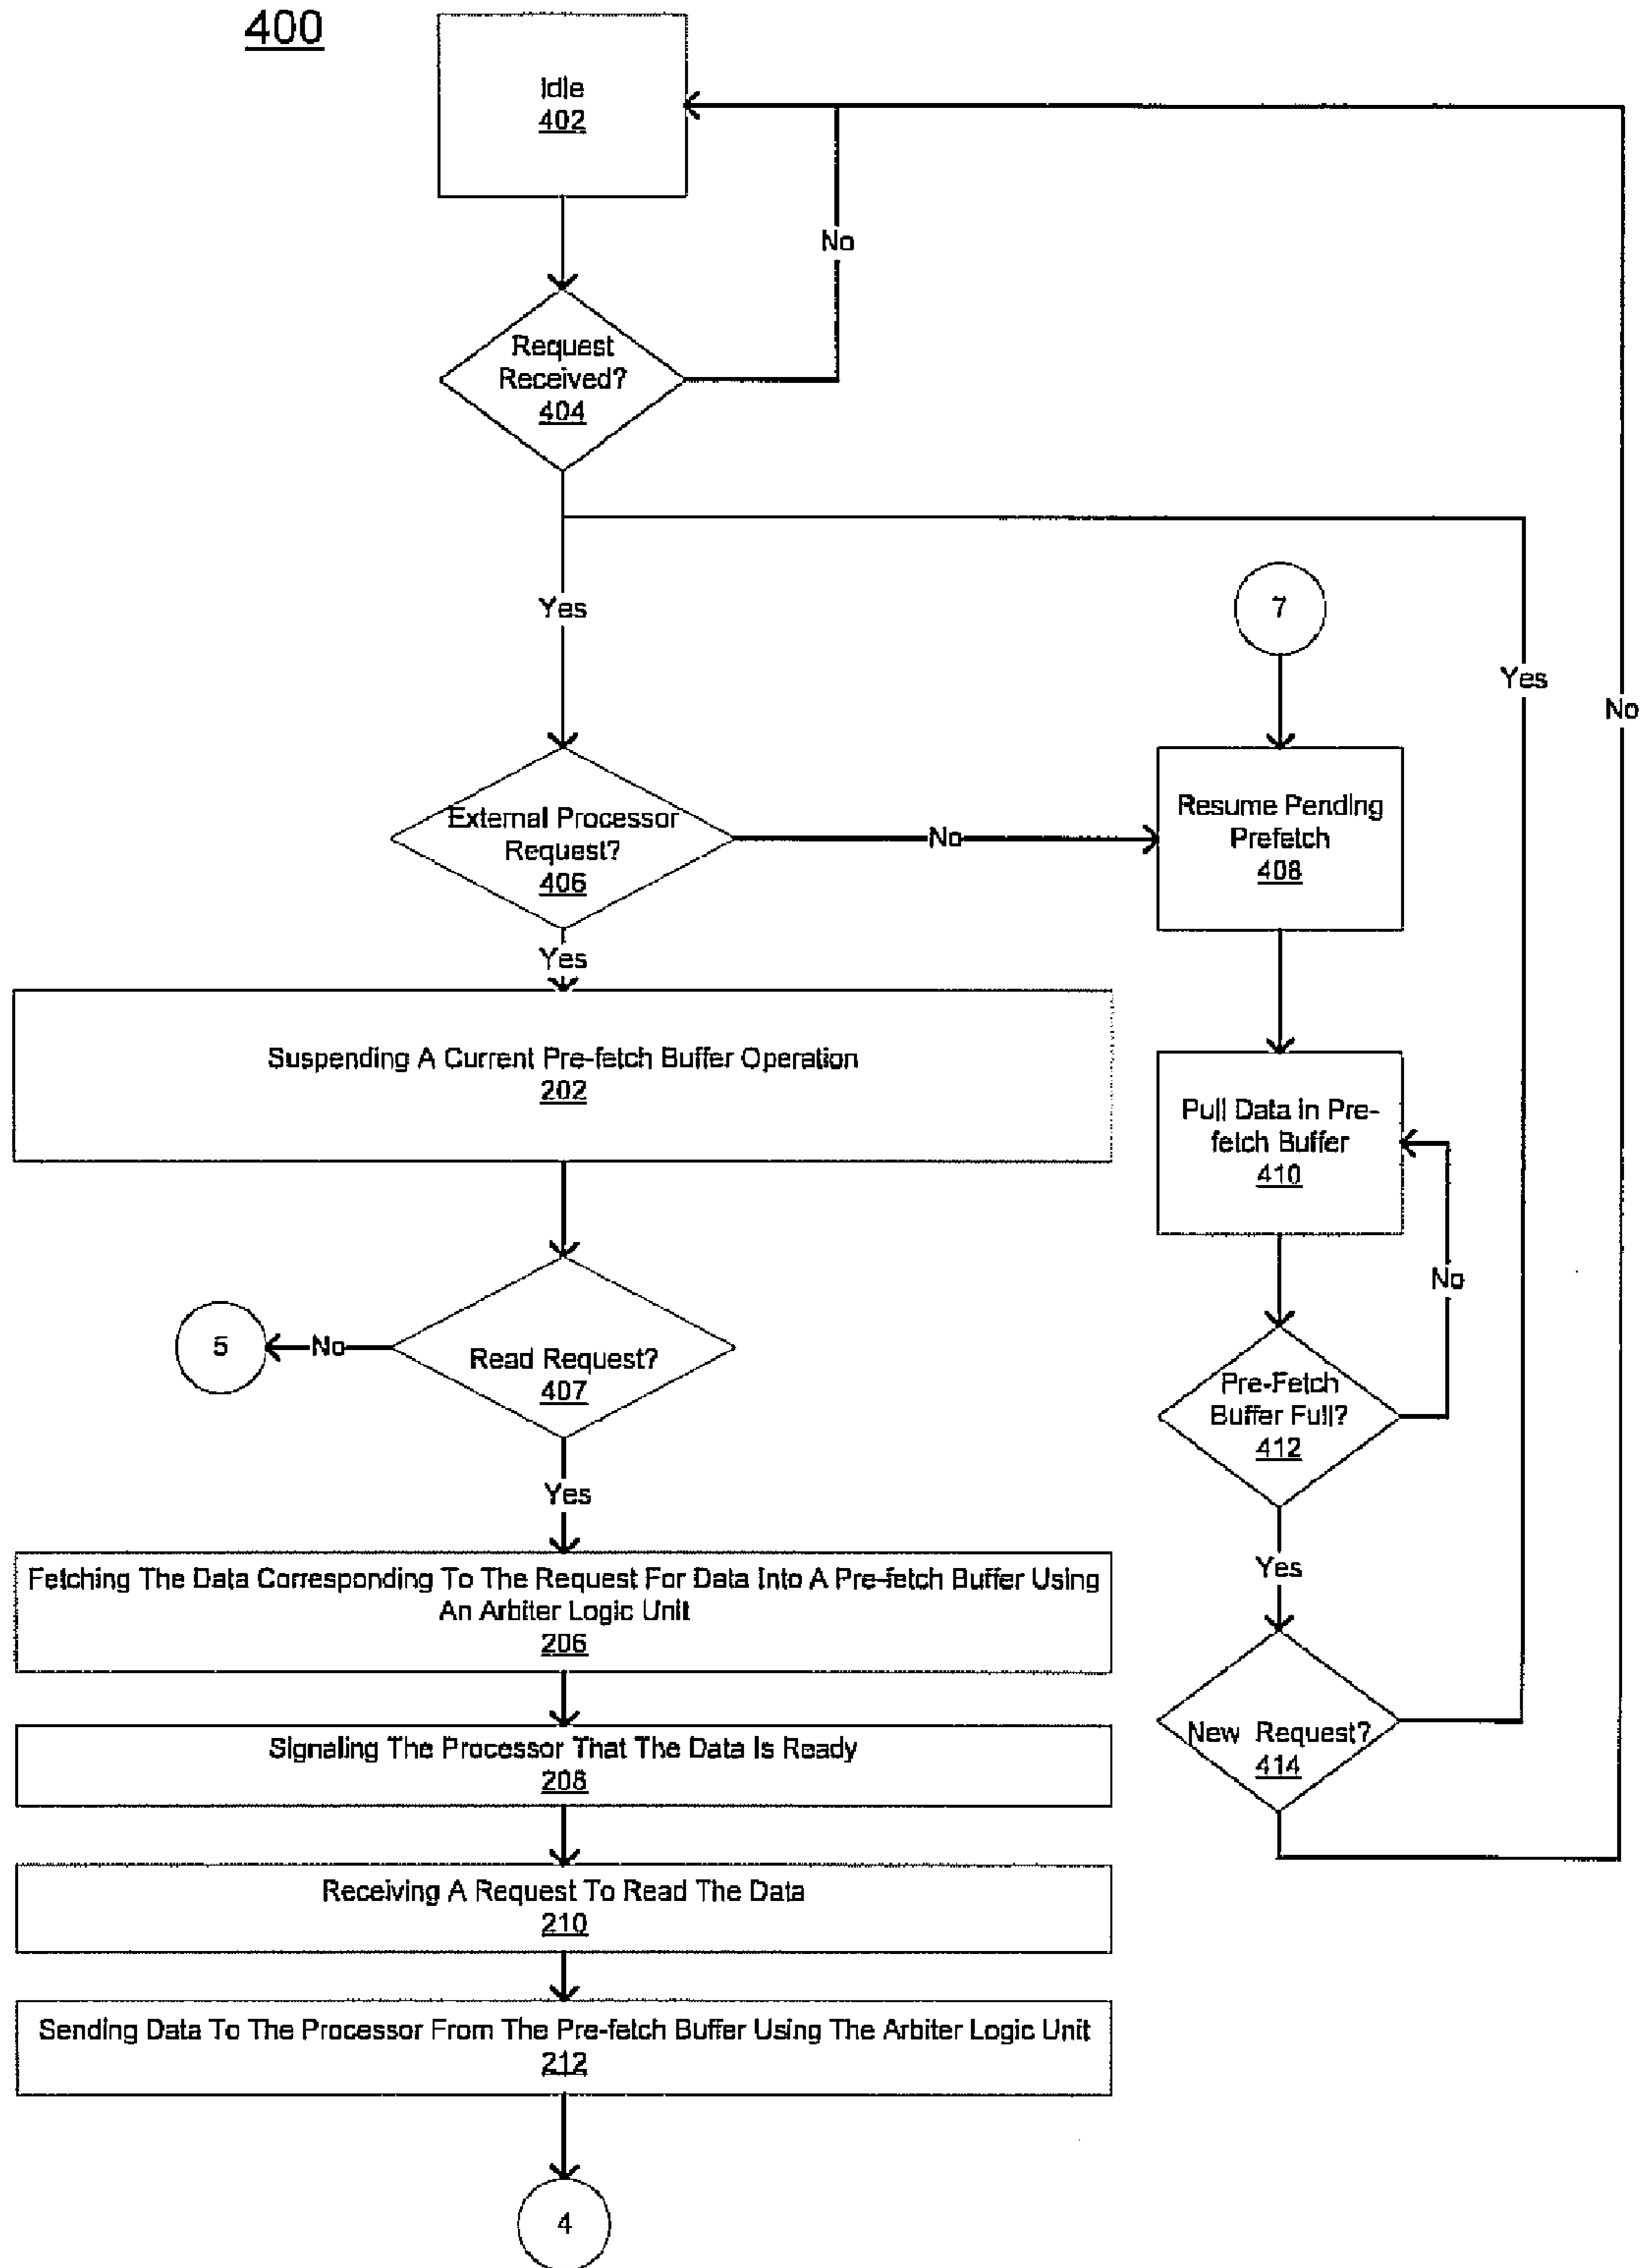 400
Idle
402
No
Request
Received?
404
Yes
7
Yes
No
External Processor
Request?
406
No
Resume Pending
Prefetch
408
Yes
Suspending A Current Pre-fetch Buffer Operation
202
Pull Data in Pre-
fetch Buffer
410
No
5
No
Read Request?
407
Pre-Fetch
Buffer Full?
412
Yes
Yes
Fetching The Data Corresponding To The Request For Data Into A Pre-fetch Buffer Using
An Arbiter Logic Unit
206
New Request?
414
Signaling The Processor That The Data Is Ready
208
Receiving A Request To Read The Data
210
Sending Data To The Processor From The Pre-fetch Buffer Using The Arbiter Logic Unit
212
4